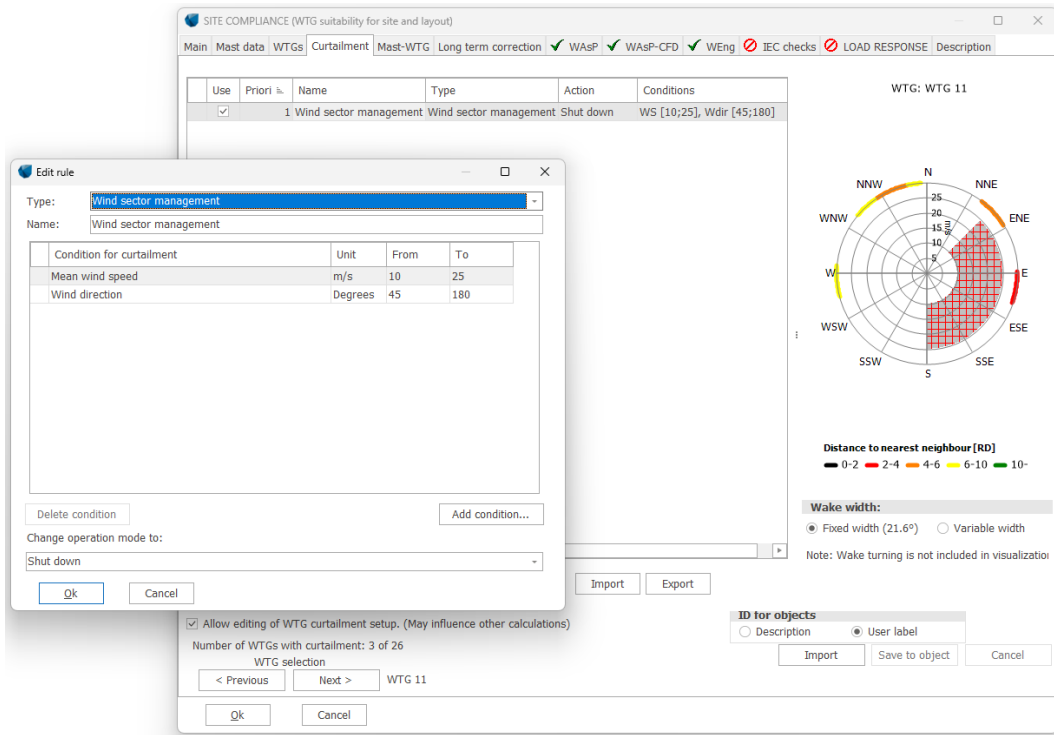 SITE COMPLIANCE (WTG suitability for site and layout)
Main Mast data WTGs Curtailment Mast-WTG Long term correction WAsP WAsP-CFD WEng IEC checks LOAD RESPONSE Description
Use Priori Name Type Action Conditions
1 Wind sector management Wind sector management Shut down WS [10;25], Wdir [45;180]
WTG: WTG 11
Edit rule
Type: Wind sector management
Name: Wind sector management
Condition for curtailment Unit From To
Mean wind speed m/s 10 25
Wind direction Degrees 45 180
Delete condition Add condition...
Change operation mode to:
Shut down
Ok Cancel
N
NNW NNE
WNW ENE
W E
WSW ESE
SSW SSE
S
25
20
15
10
5
m/s
Distance to nearest neighbour [RD]
0-2 2-4 4-6 6-10 10-
Wake width:
Fixed width (21.6º) Variable width
Note: Wake turning is not included in visualization
Import Export
Allow editing of WTG curtailment setup. (May influence other calculations)
Number of WTGs with curtailment: 3 of 26
WTG selection
< Previous Next > WTG 11
ID for objects
Description User label
Import Save to object Cancel
Ok Cancel